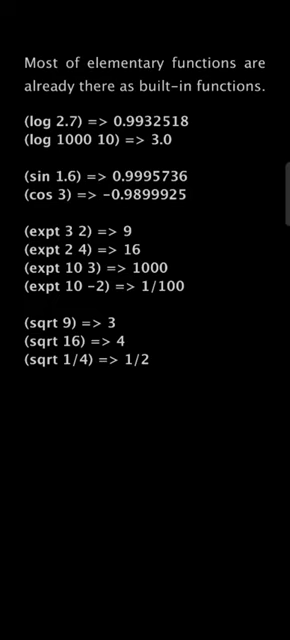 Most of elementary functions are
already there as built-in functions.
(log 2.7) => 0.9932518
(log 1000 10) => 3.0
(sin 1.6) => 0.9995736
(cos 3) => -0.9899925
(expt 3 2) => 9
(expt 2 4) => 16
(expt 10 3) => 1000
(expt 10 -2) => 1/100
(sqrt 9) => 3
(sqrt 16) => 4
(sqrt 1/4) => 1/2